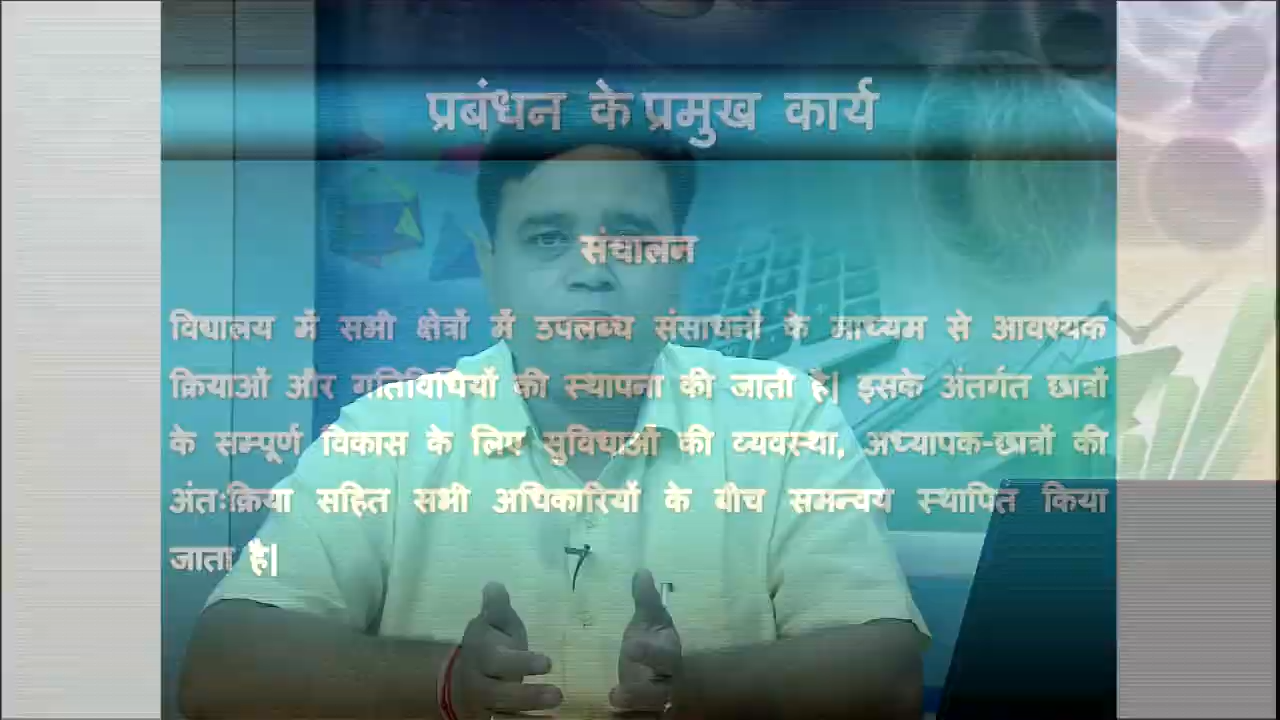 प्रबंधन के प्रमुख कार्य
संचालन
विद्यालय में सभी क्षेत्रों में उपलब्ध संसाधनों के माध्यम से आवश्यक
क्रियाओं और गतिविधियों की स्थापना की जाती है| इसके अंतर्गत छात्रों
के सम्पूर्ण विकास के लिए सुविधाओं की व्यवस्था, अध्यापक-छात्रों की
अंतःक्रिया सहित सभी अधिकारियों के बीच समन्वय स्थापित किया
जाता है|